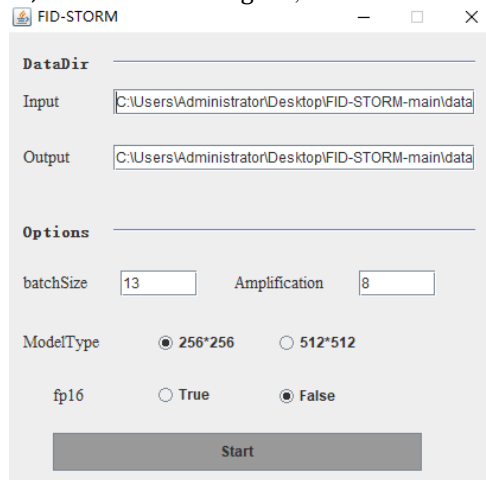 FID-STORM
DataDir
Input C:\Users\Administrator\Desktop\FID-STORM-main\data
Output C:\Users\Administrator\Desktop\FID-STORM-main\data
Options
batchSize 13 Amplification 8
ModelType 256*256 512*512
fp16 True False
Start